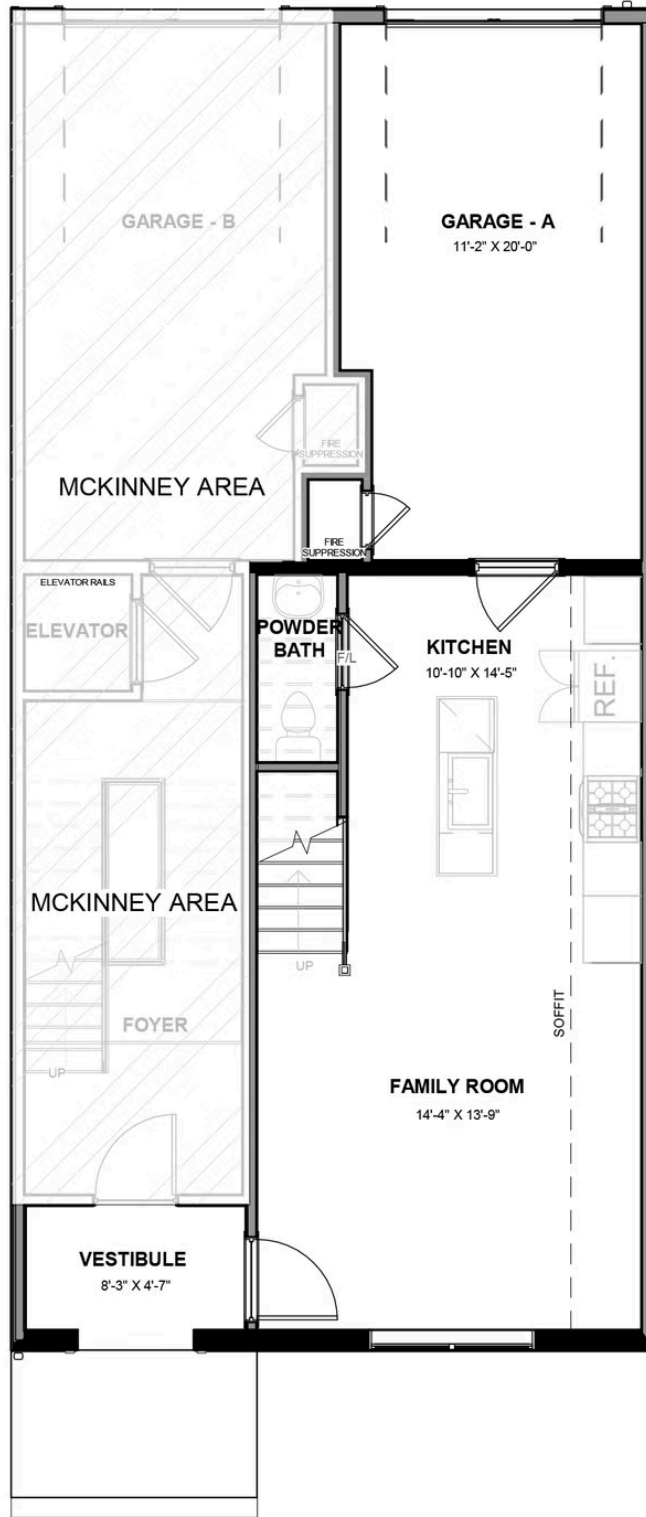 GARAGE - B
GARAGE - A
11'-2" X 20'-0"
FIRE
SUPPRESSION
MCKINNEY AREA
FIRE
SUPPRESSION
ELEVATOR RAILS
ELEVATOR
POWDER
BATH
F/L
KITCHEN
10'-10" X 14'-5"
REF.
MCKINNEY AREA
UP
SOFFIT
FOYER
UP
FAMILY ROOM
14'-4" X 13'-9"
VESTIBULE
8'-3" X 4'-7"